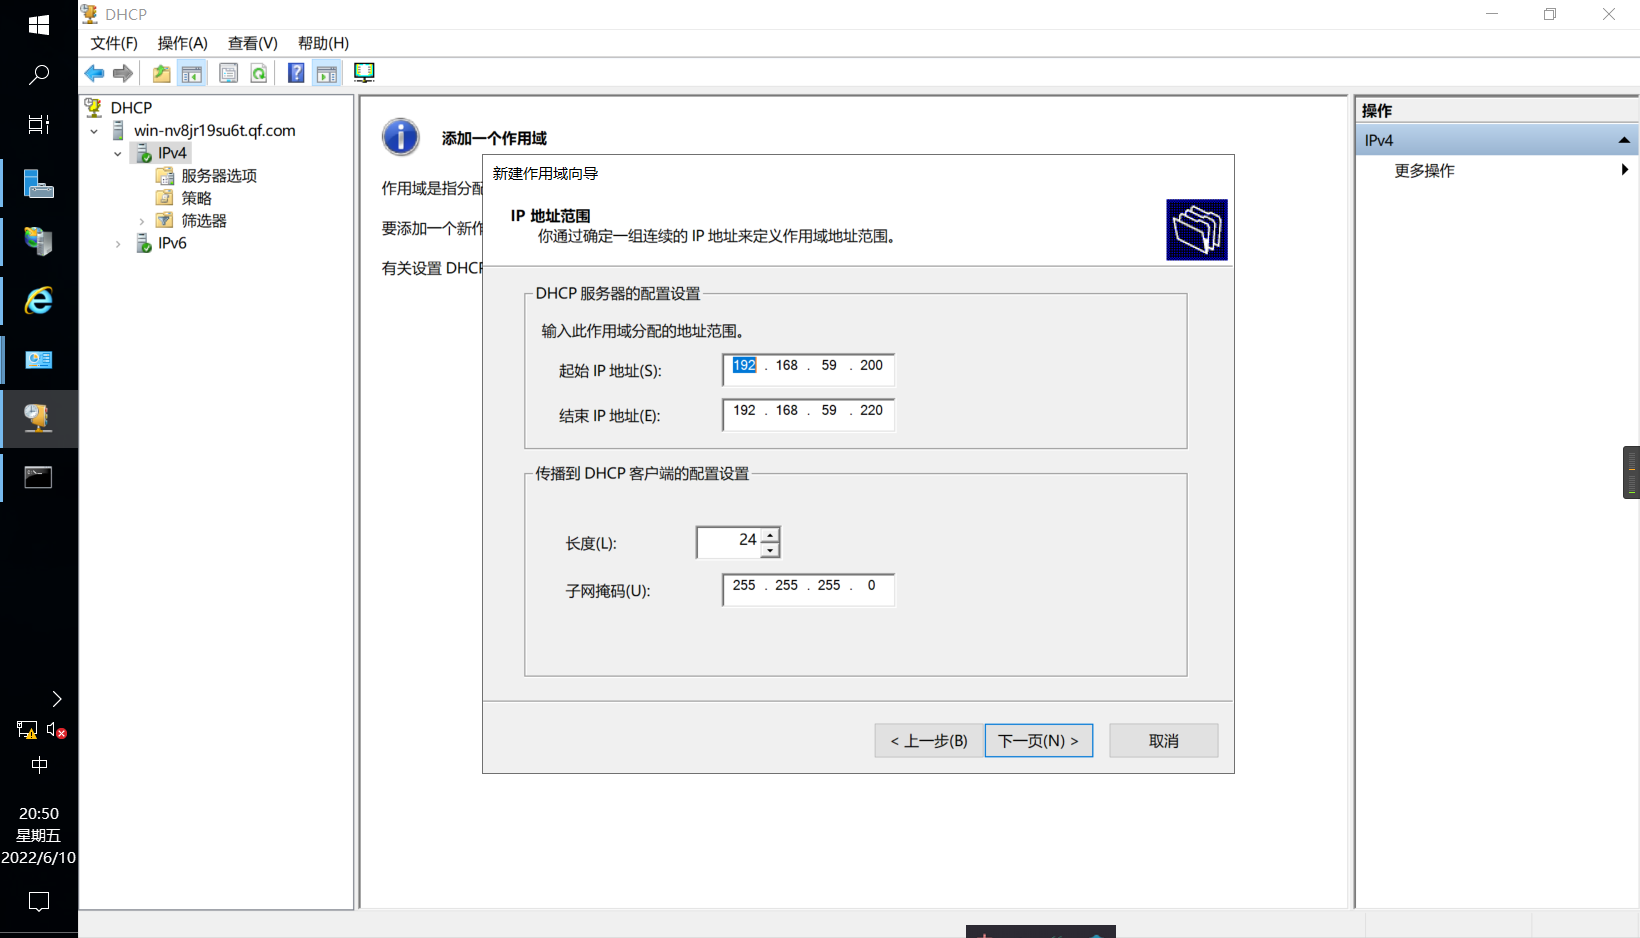 DHCP
文件(F) 操作(A) 查看(V) 帮助(H)
DHCP
win-nv8jr19su6t.qf.com
IPv4
服务器选项
策略
筛选器
IPv6
添加一个作用域
作用域是指分配
要添加一个新作
有关设置 DHCP
新建作用域向导
IP 地址范围
你通过确定一组连续的 IP 地址来定义作用域地址范围。
DHCP 服务器的配置设置
输入此作用域分配的地址范围。
起始 IP 地址(S): 192 . 168 . 59 . 200
结束 IP 地址(E): 192 . 168 . 59 . 220
传播到 DHCP 客户端的配置设置
长度(L): 24
子网掩码(U): 255 . 255 . 255 . 0
< 上一步(B) 下一页(N) > 取消
操作
IPv4
更多操作
中
20:50
星期五
2022/6/10